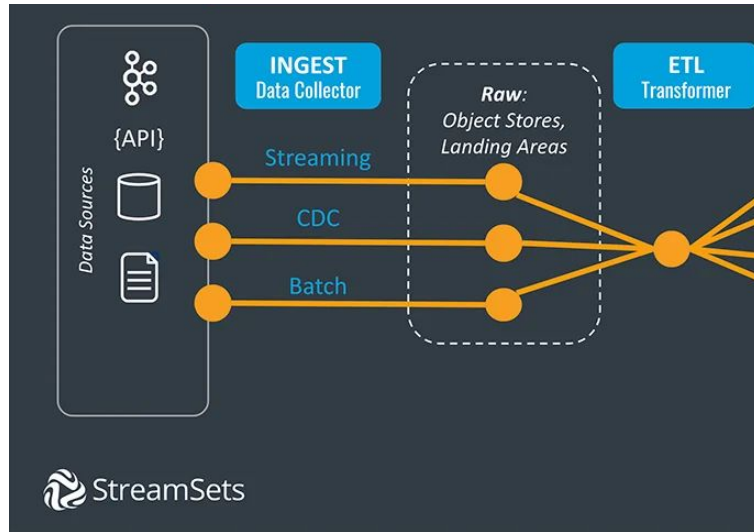 Data Sources
{API}
INGEST
Data Collector
Streaming
CDC
Batch
Raw:
Object Stores,
Landing Areas
ETL
Transformer
StreamSets